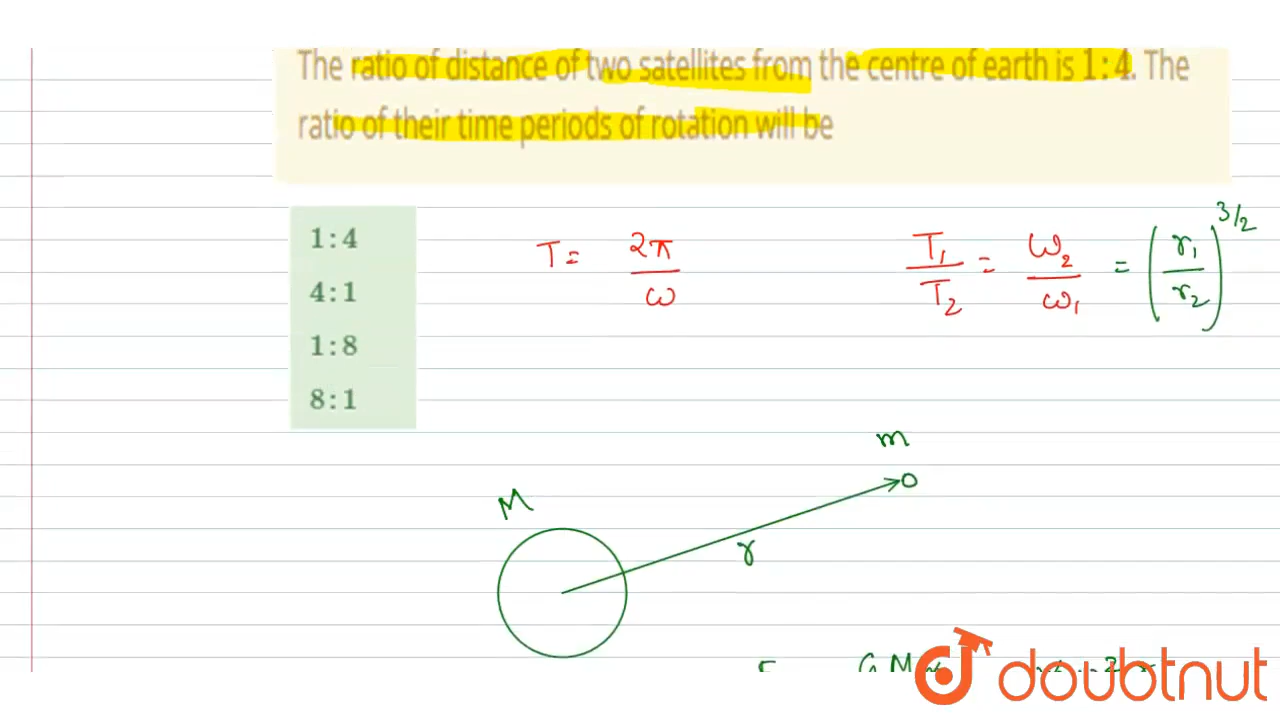 The ratio of distance of two satellites from the centre of earth is 1 : 4. The
ratio of their time periods of rotation will be
1 : 4
4 : 1
1 : 8
8 : 1
T = 2π / ω
T₁ / T₂ = ω₂ / ω₁ = (r₁ / r₂)^3/2
m
M
r
doubtnut